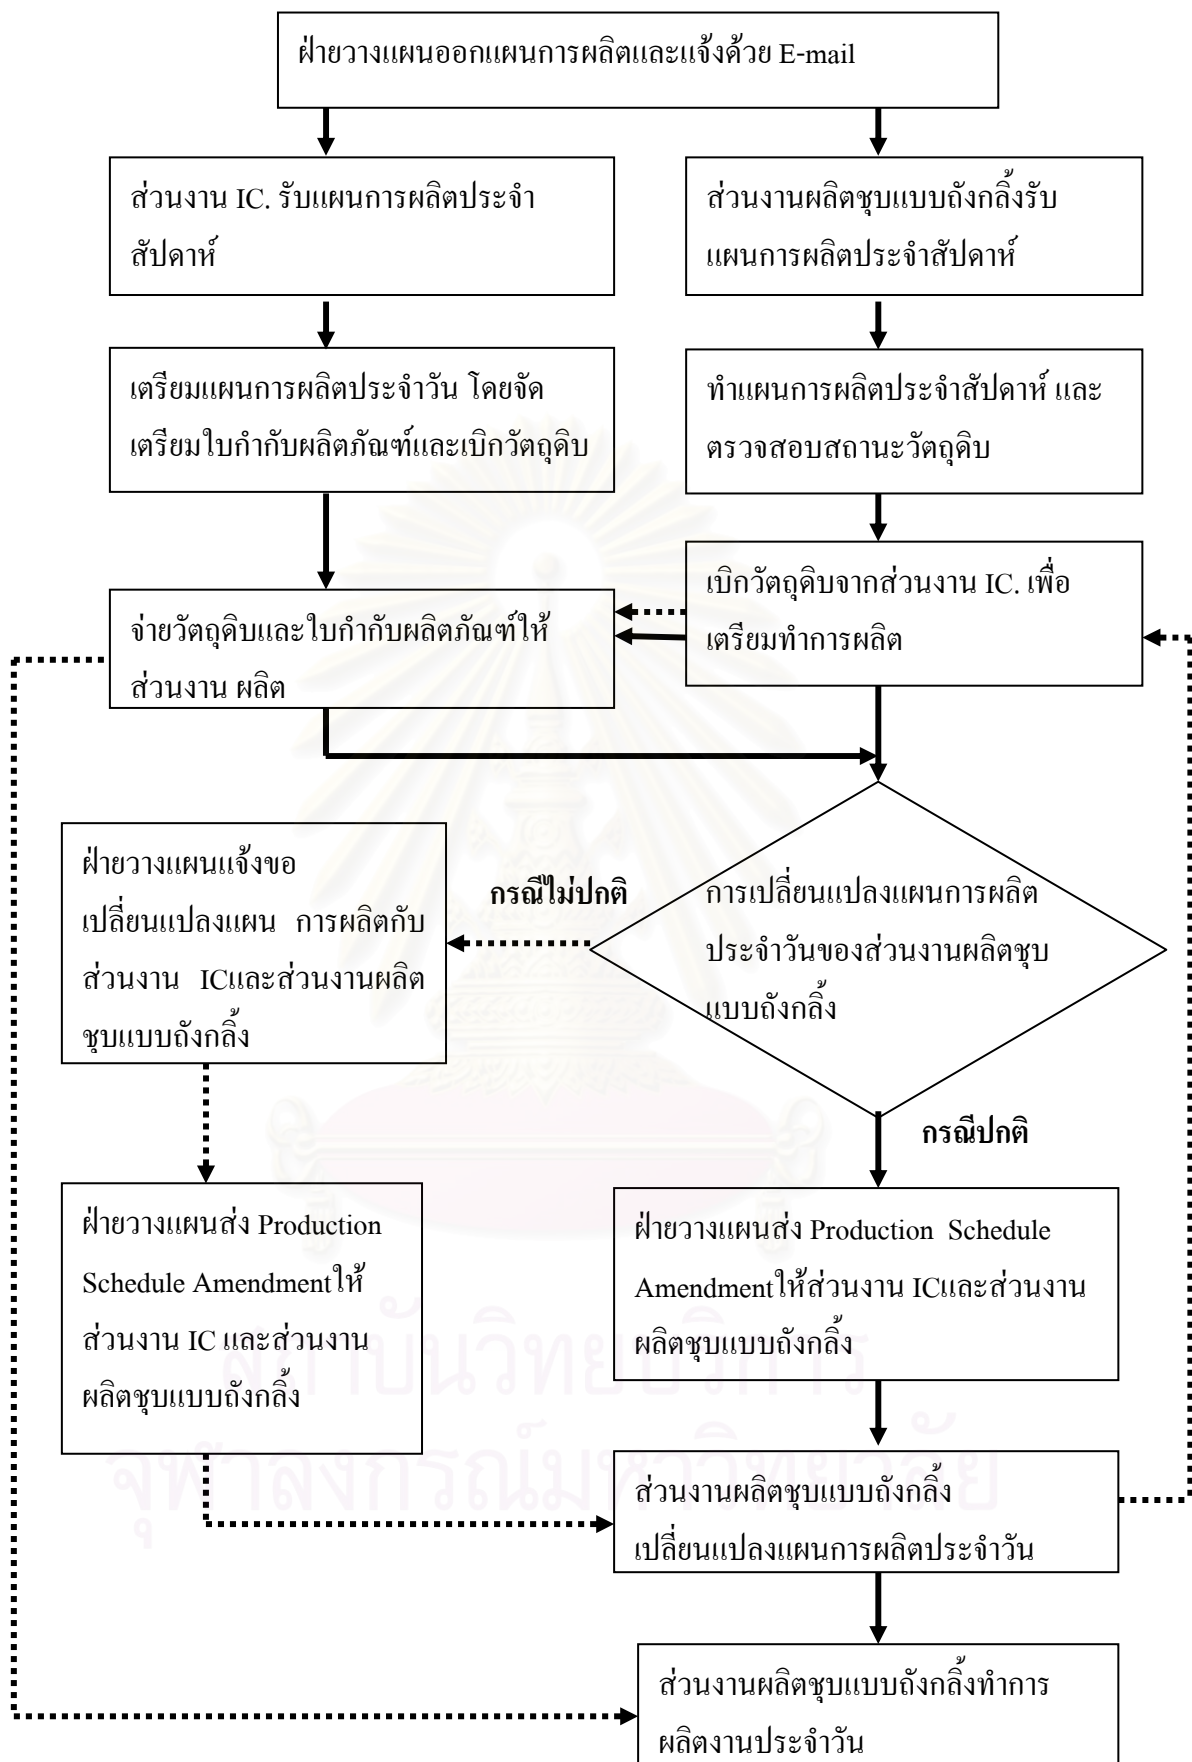 ฝ่ายวางแผนออกแผนการผลิตและแจ้งด้วย E-mail
ส่วนงาน IC. รับแผนการผลิตประจำ
สัปดาห์
ส่วนงานผลิตชุบแบบถังกลิ้งรับ
แผนการผลิตประจำสัปดาห์
เตรียมแผนการผลิตประจำวัน โดยจัด
เตรียมใบกำกับผลิตภัณฑ์และเบิกวัตถุดิบ
ทำแผนการผลิตประจำสัปดาห์ และ
ตรวจสอบสถานะวัตถุดิบ
เบิกวัตถุดิบจากส่วนงาน IC. เพื่อ
เตรียมทำการผลิต
จ่ายวัตถุดิบและใบกำกับผลิตภัณฑ์ให้
ส่วนงาน ผลิต
การเปลี่ยนแปลงแผนการผลิต
ประจำวันของส่วนงานผลิตชุบ
แบบถังกลิ้ง
กรณีไม่ปกติ
ฝ่ายวางแผนแจ้งขอ
เปลี่ยนแปลงแผน การผลิตกับ
ส่วนงาน ICและส่วนงานผลิต
ชุบแบบถังกลิ้ง
กรณีปกติ
ฝ่ายวางแผนส่ง Production
Schedule Amendmentให้
ส่วนงาน IC และส่วนงาน
ผลิตชุบแบบถังกลิ้ง
ฝ่ายวางแผนส่ง Production Schedule
Amendmentให้ส่วนงาน ICและส่วนงาน
ผลิตชุบแบบถังกลิ้ง
ส่วนงานผลิตชุบแบบถังกลิ้ง
เปลี่ยนแปลงแผนการผลิตประจำวัน
ส่วนงานผลิตชุบแบบถังกลิ้งทำการ
ผลิตงานประจำวัน
สถาบันวิทยบริการ
จุฬาลงกรณ์มหาวิทยาลัย